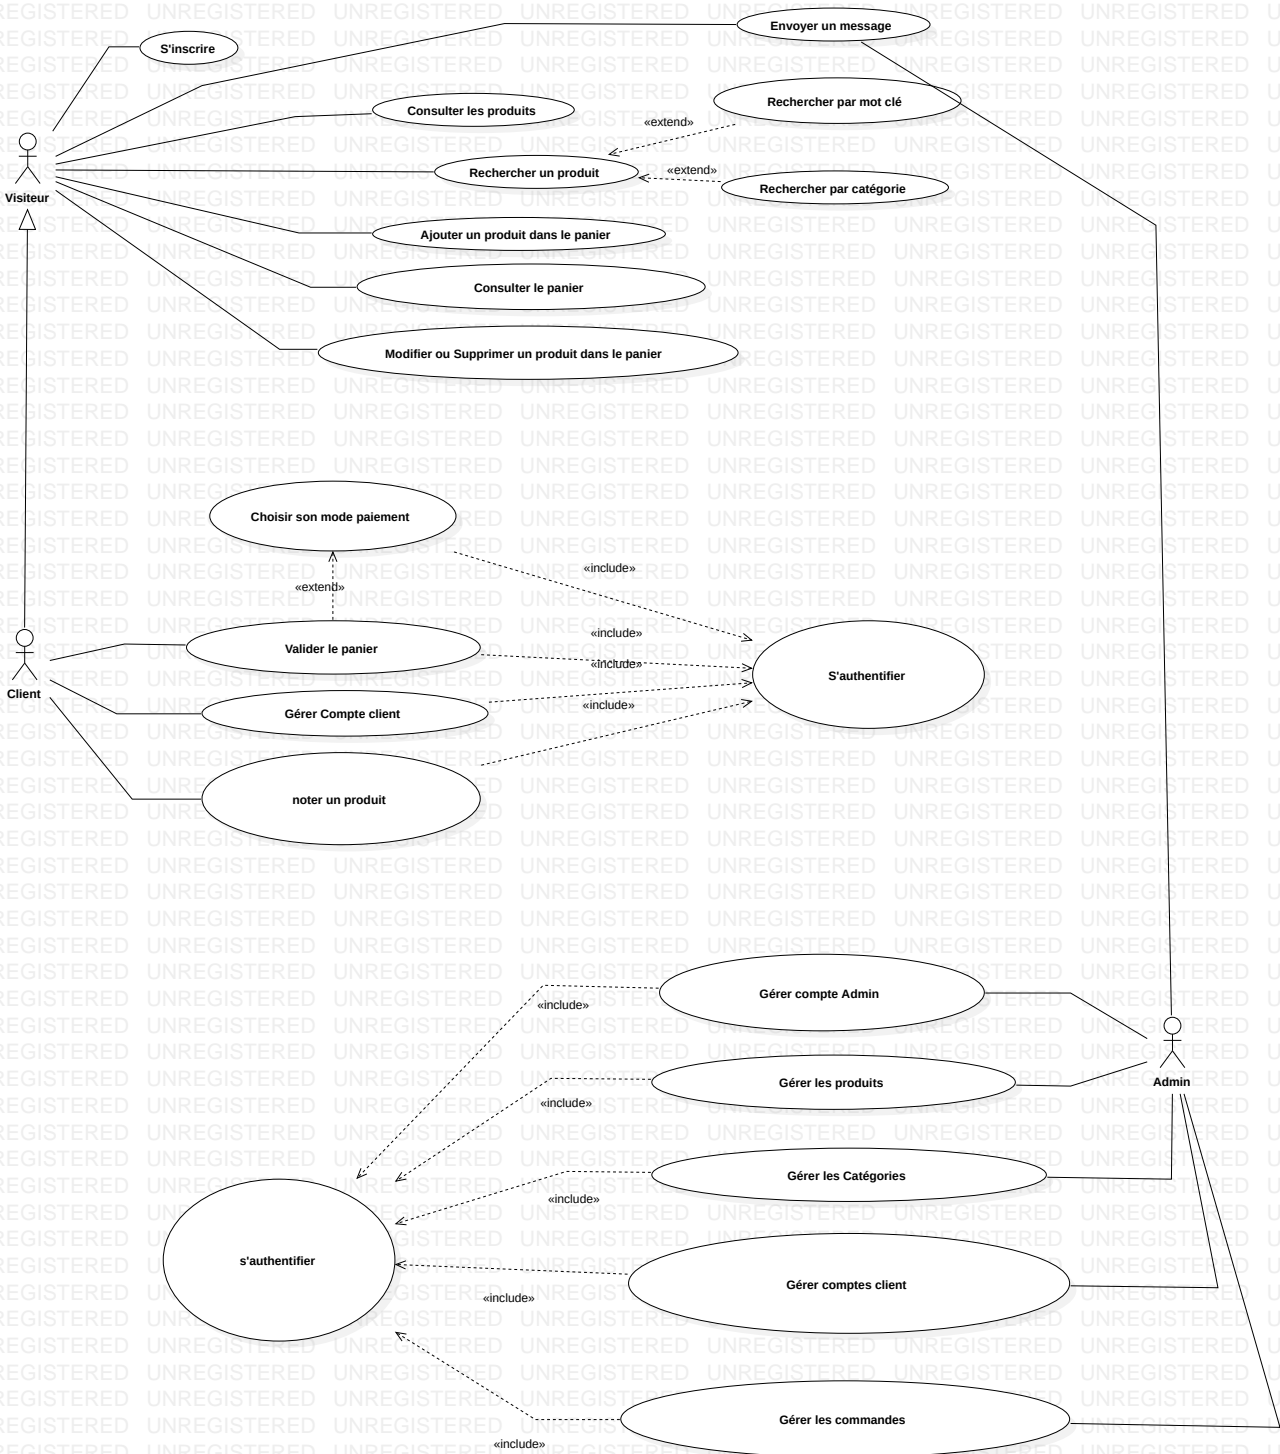 Envoyer un message
S'inscrire
Rechercher par mot clé
Consulter les produits
«extend»
Rechercher un produit
«extend»
Rechercher par catégorie
Visiteur
Ajouter un produit dans le panier
Consulter le panier
Modifier ou Supprimer un produit dans le panier
Choisir son mode paiement
«include»
«extend»
«include»
Valider le panier
«include»
S'authentifier
Client
«include»
Gérer Compte client
noter un produit
Gérer compte Admin
«include»
Gérer les produits
Admin
«include»
Gérer les Catégories
«include»
s'authentifier
Gérer comptes client
«include»
Gérer les commandes
«include»
UNREGISTERED